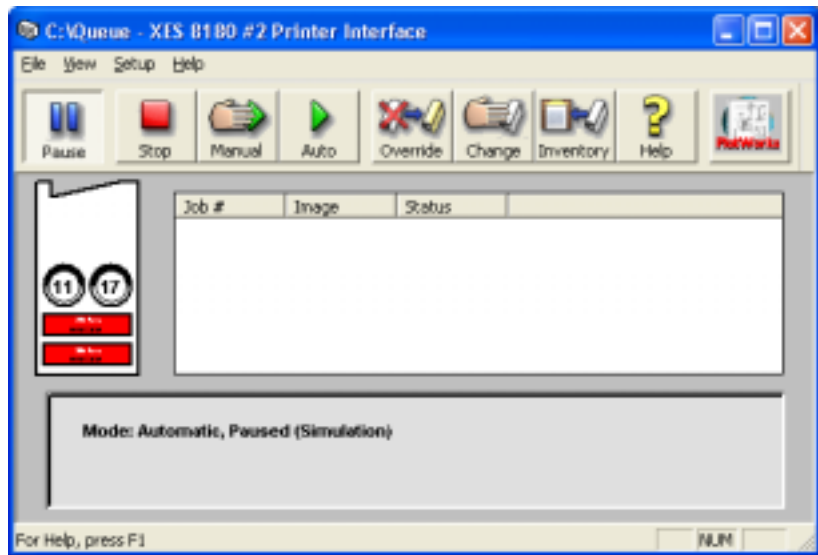 C:\Queue - XES 8180 #2 Printer Interface
File View Setup Help
Pause Stop Manual Auto Override Change Inventory Help PlotWorks
Job # Image Status
11 17
Mode: Automatic, Paused (Simulation)
For Help, press F1 NUM